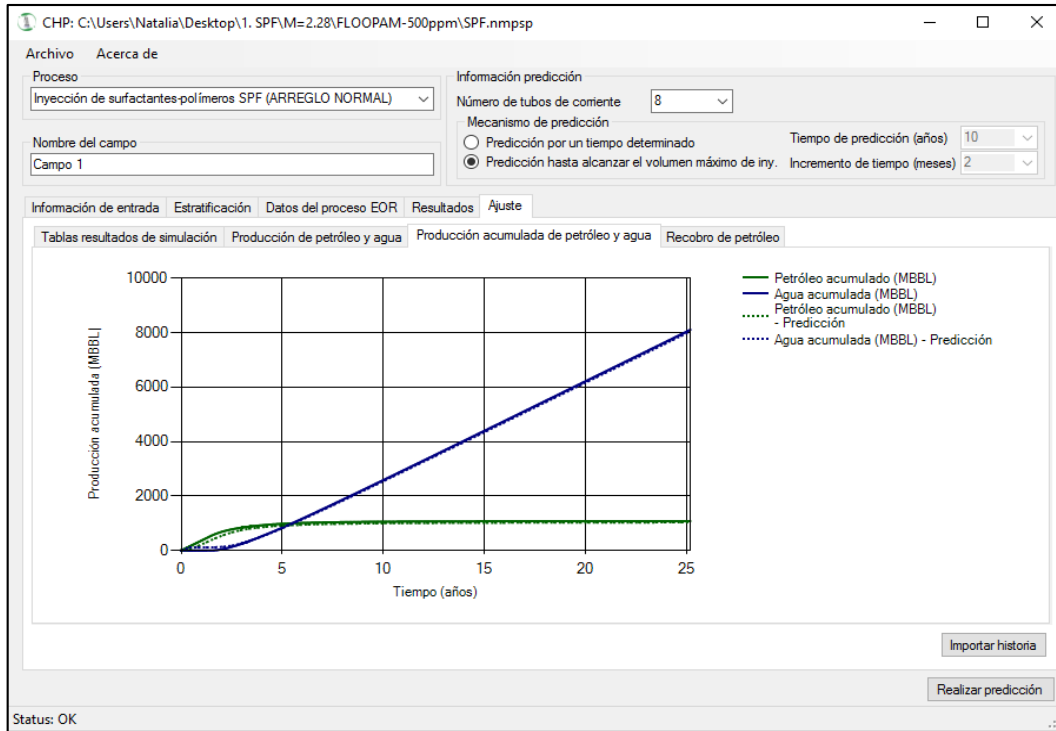 CHP: C:\Users\Natalia\Desktop\1. SPF\M=2.28\FLOOPAM-500ppm\SPF.nmpsp
Archivo Acerca de
Proceso
Inyección de surfactantes-polímeros SPF (ARREGLO NORMAL)
Nombre del campo
Campo 1
Información predicción
Número de tubos de corriente 8
Mecanismo de predicción
Predicción por un tiempo determinado
Predicción hasta alcanzar el volumen máximo de iny.
Tiempo de predicción (años) 10
Incremento de tiempo (meses) 2
Información de entrada Estratificación Datos del proceso EOR Resultados Ajuste
Tablas resultados de simulación Producción de petróleo y agua Producción acumulada de petróleo y agua Recobro de petróleo
Producción acumulada (MBBL)
10000
8000
6000
4000
2000
0
0 5 10 15 20 25
Tiempo (años)
Petróleo acumulado (MBBL)
Agua acumulada (MBBL)
Petróleo acumulado (MBBL)
- Predicción
Agua acumulada (MBBL) - Predicción
Importar historia
Realizar predicción
Status: OK